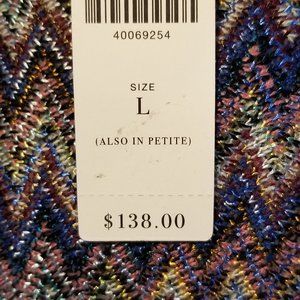 40069254
SIZE
L
(ALSO IN PETITE)
$138.00